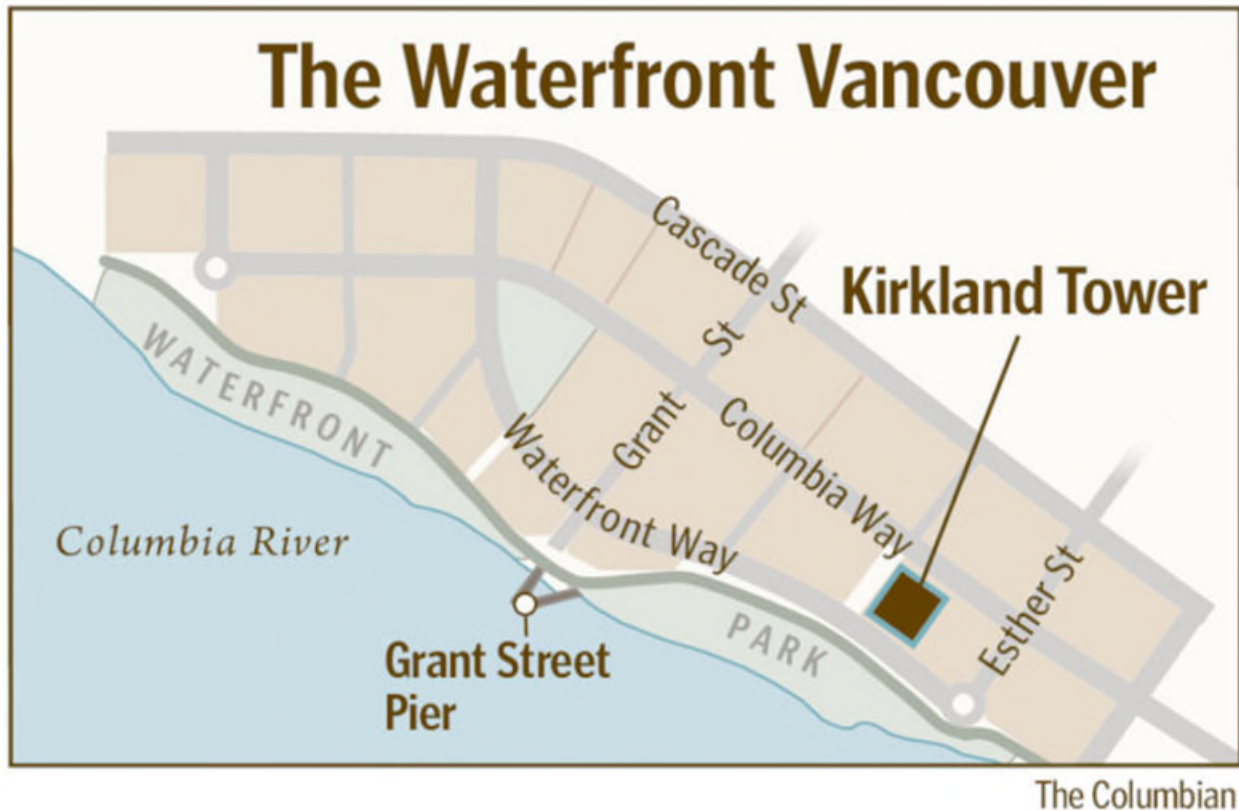 The Waterfront Vancouver
Cascade St
Kirkland Tower
Grant St
Columbia Way
WATERFRONT
Waterfront Way
Columbia River
Esther St
PARK
Grant Street
Pier
The Columbian